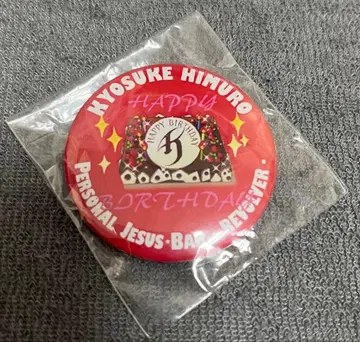 KYOSUKE HIMURO
HAPPY
HAPPY BIRTHDAY
H
BIRTHDAY
PERSONAL JESUS・BAR REVOLVER・